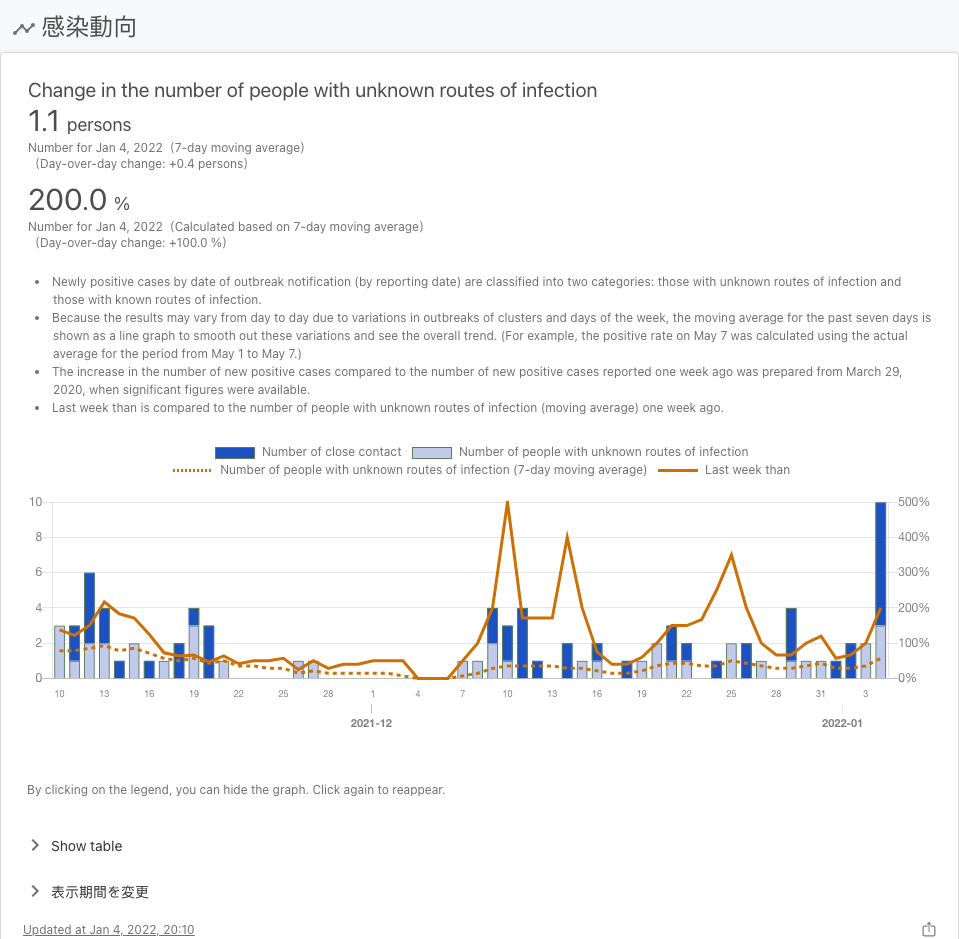 感染動向
Change in the number of people with unknown routes of infection
1.1 persons
Number for Jan 4, 2022 (7-day moving average)
(Day-over-day change: +0.4 persons)
200.0 %
Number for Jan 4, 2022 (Calculated based on 7-day moving average)
(Day-over-day change: +100.0 %)
• Newly positive cases by date of outbreak notification (by reporting date) are classified into two categories: those with unknown routes of infection and
those with known routes of infection.
• Because the results may vary from day to day due to variations in outbreaks of clusters and days of the week, the moving average for the past seven days is
shown as a line graph to smooth out these variations and see the overall trend. (For example, the positive rate on May 7 was calculated using the actual
average for the period from May 1 to May 7.)
• The increase in the number of new positive cases compared to the number of new positive cases reported one week ago was prepared from March 29,
2020, when significant figures were available.
• Last week than is compared to the number of people with unknown routes of infection (moving average) one week ago.
Number of close contact Number of people with unknown routes of infection
Number of people with unknown routes of infection (7-day moving average) Last week than
10 500%
8 400%
6 300%
4 200%
2 100%
0 0%
10 13 16 19 22 25 28 1 4 7 10 13 16 19 22 25 28 31 3
2021-12 2022-01
By clicking on the legend, you can hide the graph. Click again to reappear.
Show table
表示期間を変更
Updated at Jan 4, 2022, 20:10